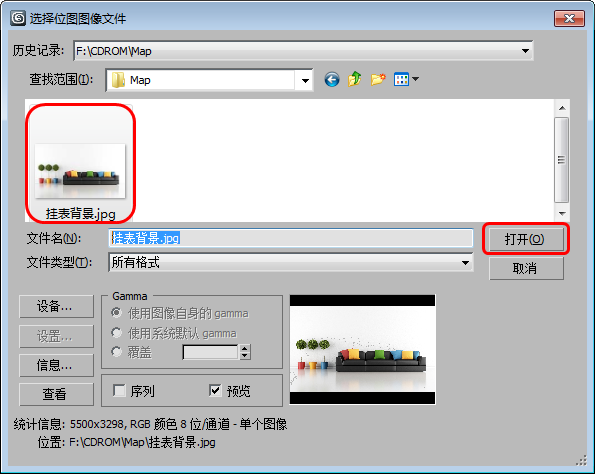 选择位图图像文件
历史记录: F:\CDROM\Map
查找范围(I): Map
挂表背景.jpg
文件名(N): 挂表背景.jpg 打开(O)
文件类型(T): 所有格式 取消
设备...
设置...
信息...
查看
Gamma
使用图像自身的 gamma
使用系统默认 gamma
覆盖
序列 预览
统计信息: 5500x3298, RGB 颜色 8 位/通道 - 单个图像
位置: F:\CDROM\Map\挂表背景.jpg